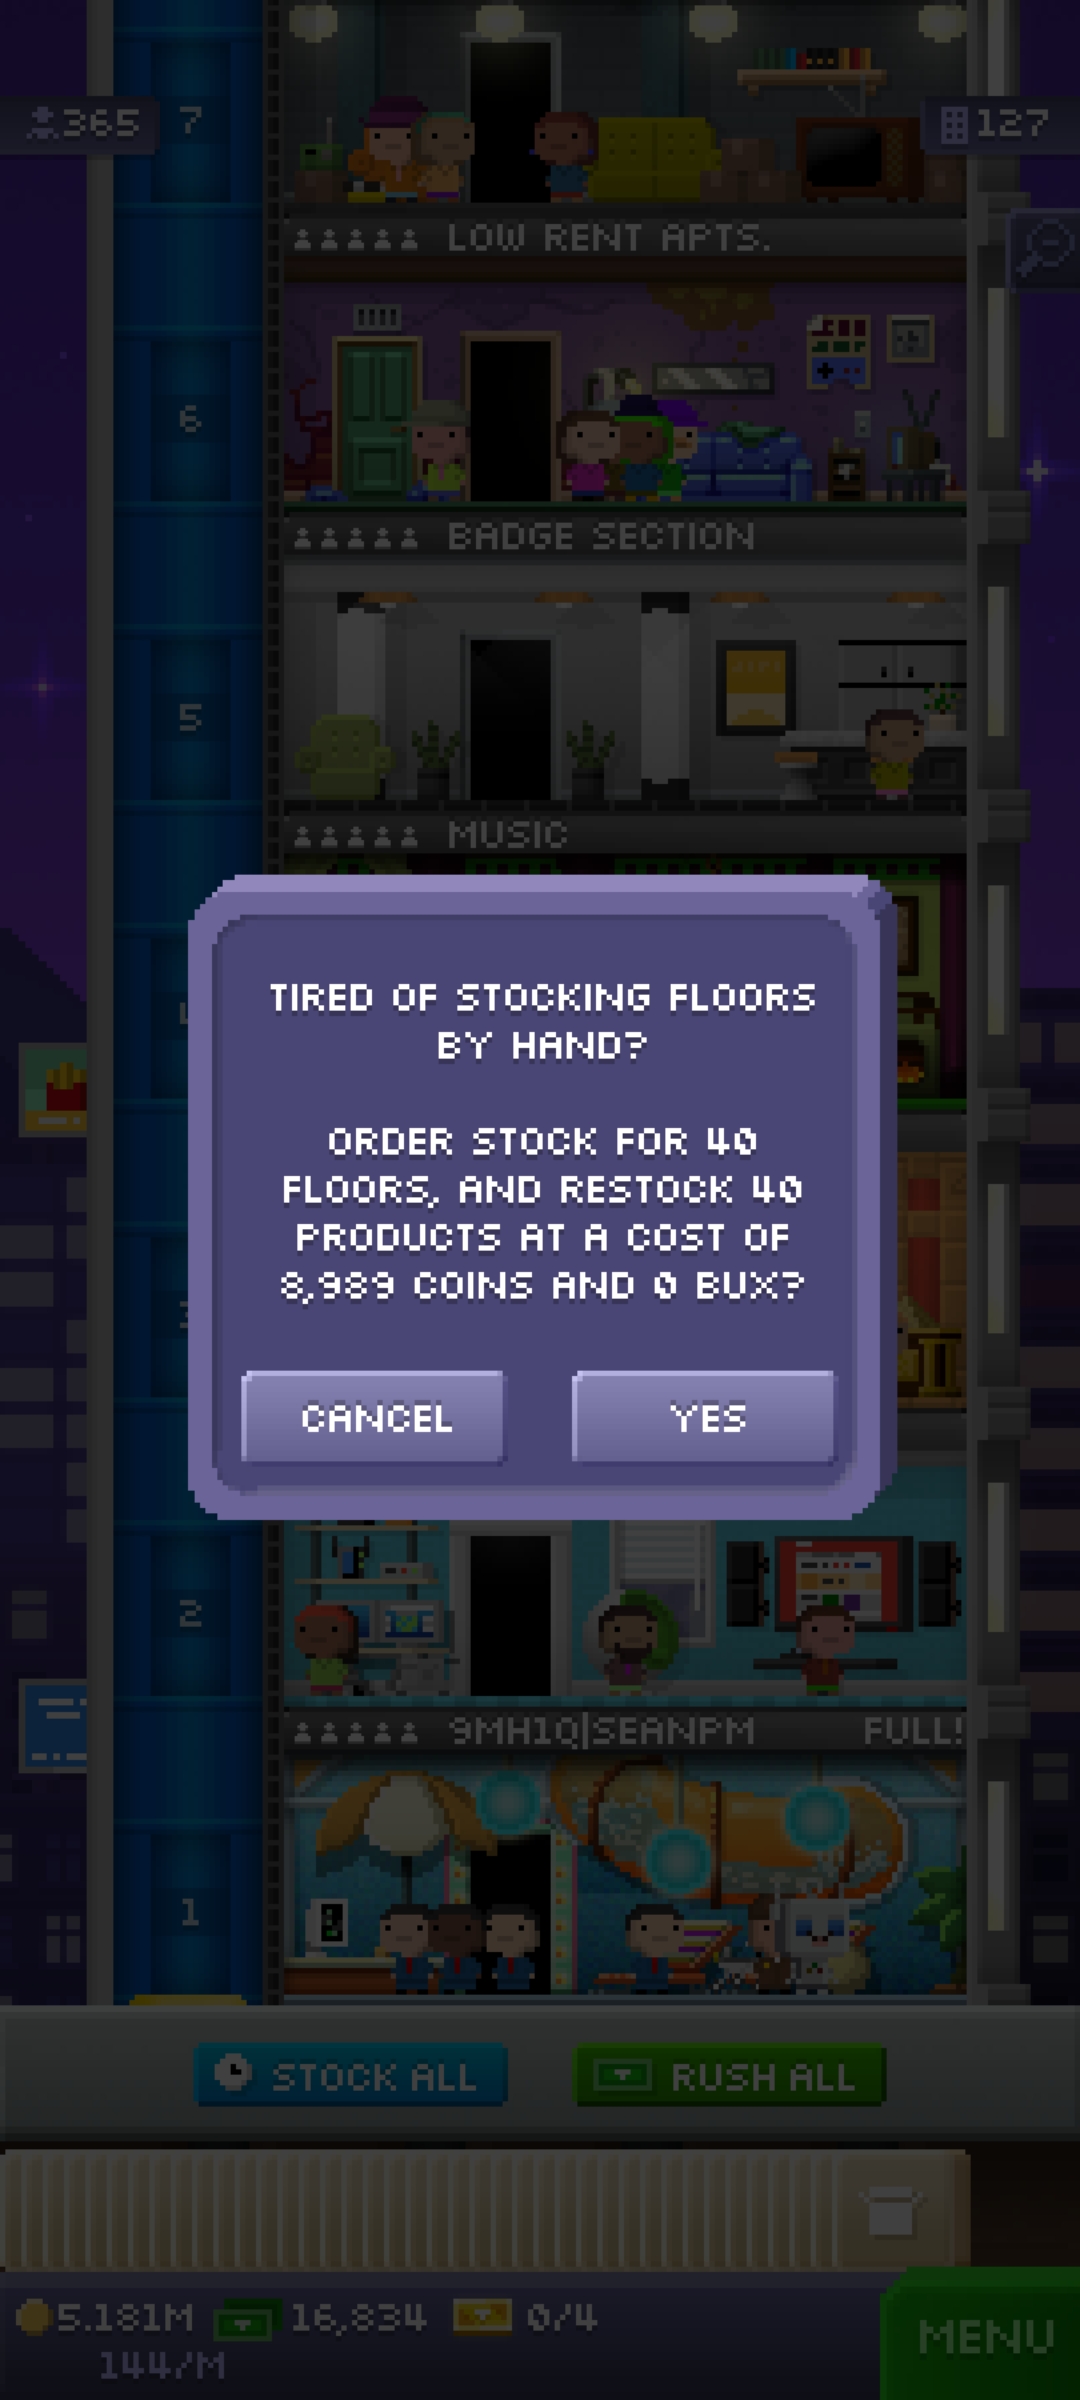 365
7
127
LOW RENT APTS.
6
BADGE SECTION
5
MUSIC
TIRED OF STOCKING FLOORS
BY HAND?
ORDER STOCK FOR 40
FLOORS, AND RESTOCK 40
PRODUCTS AT A COST OF
8,989 COINS AND 0 BUX?
CANCEL
YES
2
9MH1Q|SEANPM
FULL!
1
STOCK ALL
RUSH ALL
5.181M
16,834
0/4
144/M
MENU